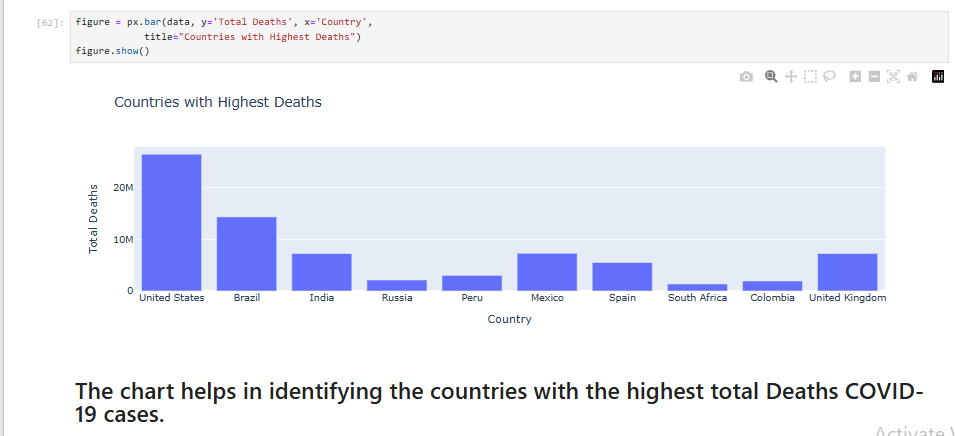 [62]: figure = px.bar(data, y='Total Deaths', x='Country',
title="Countries with Highest Deaths")
figure.show()
Countries with Highest Deaths
Total Deaths
20M
10M
0
United States Brazil India Russia Peru Mexico Spain South Africa Colombia United Kingdom
Country
The chart helps in identifying the countries with the highest total Deaths COVID-
19 cases.
Activate